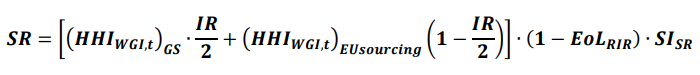 SR = [(HHI_{WGI,t})_{GS} · IR/2 + (HHI_{WGI,t})_{EUsourcing} (1 − IR/2)] · (1 − EoL_{RIR}) · SI_{SR}